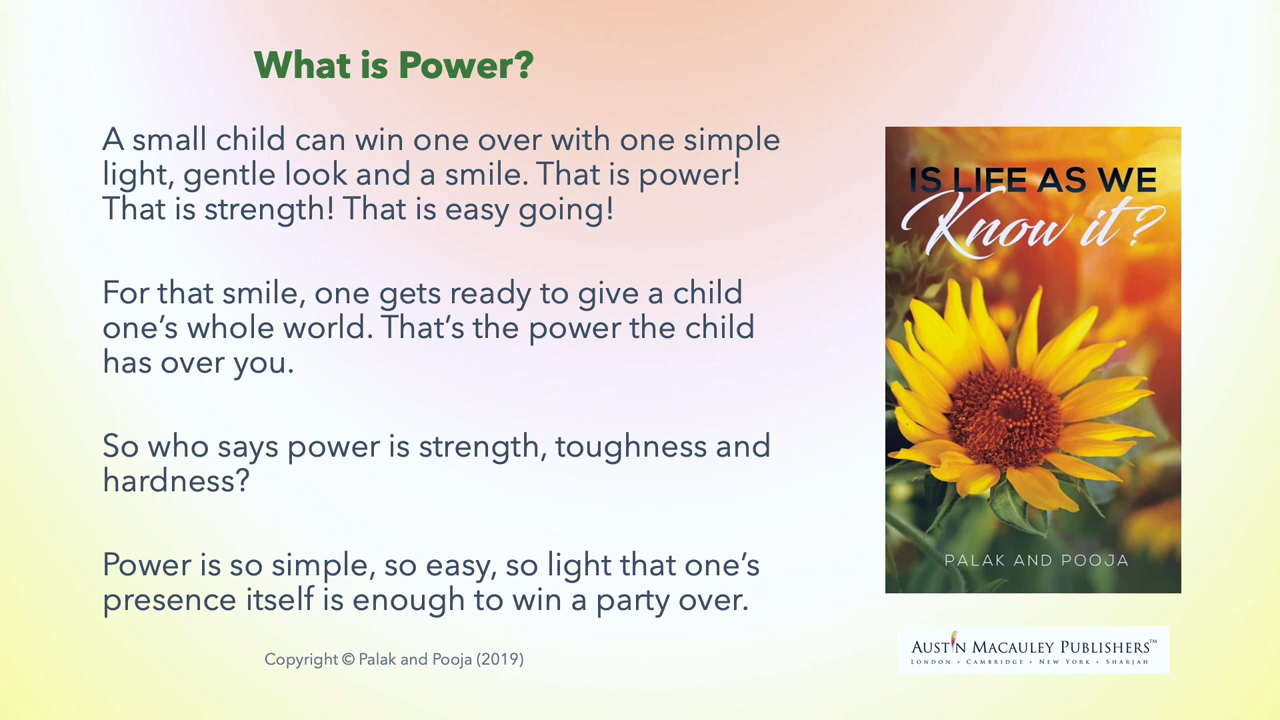 What is Power?
A small child can win one over with one simple
light, gentle look and a smile. That is power!
That is strength! That is easy going!
For that smile, one gets ready to give a child
one’s whole world. That’s the power the child
has over you.
So who says power is strength, toughness and
hardness?
Power is so simple, so easy, so light that one’s
presence itself is enough to win a party over.
Copyright © Palak and Pooja (2019)
IS LIFE AS WE
Know it?
PALAK AND POOJA
AUSTIN MACAULEY PUBLISHERS™
LONDON • CAMBRIDGE • NEW YORK • SHARJAH